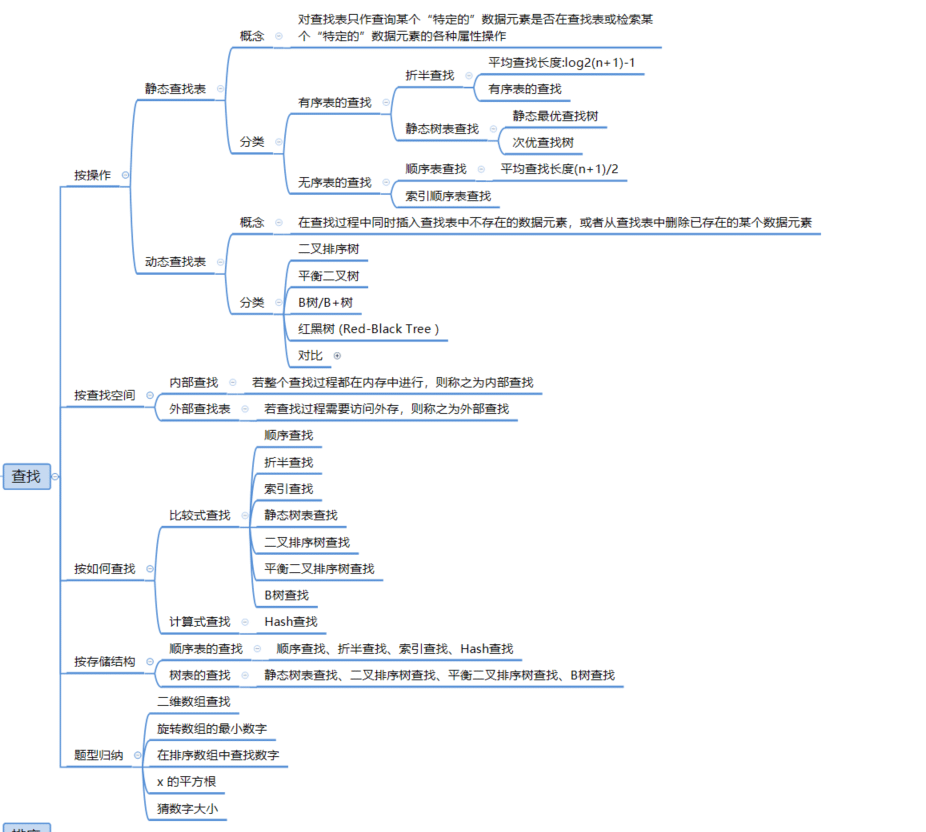 对查找表只作查询某个“特定的”数据元素是否在查找表或检索某
概念
个“特定的”数据元素的各种属性操作
平均查找长度:log2(n+1)-1
折半查找
静态查找表
有序表的查找
有序表的查找
静态最优查找树
静态树表查找
分类
次优查找树
顺序表查找
平均查找长度(n+1)/2
按操作
无序表的查找
索引顺序表查找
概念
在查找过程中同时插入查找表中不存在的数据元素，或者从查找表中删除已存在的某个数据元素
二叉排序树
动态查找表
平衡二叉树
分类
B树/B+树
红黑树 (Red-Black Tree )
对比
内部查找
若整个查找过程都在内存中进行，则称之为内部查找
按查找空间
外部查找表
若查找过程需要访问外存，则称之为外部查找
顺序查找
折半查找
查找
索引查找
比较式查找
静态树表查找
二叉排序树查找
按如何查找
平衡二叉排序树查找
B树查找
计算式查找
Hash查找
顺序表的查找
顺序查找、折半查找、索引查找、Hash查找
按存储结构
树表的查找
静态树表查找、二叉排序树查找、平衡二叉排序树查找、B树查找
二维数组查找
旋转数组的最小数字
题型归纳
在排序数组中查找数字
x 的平方根
猜数字大小